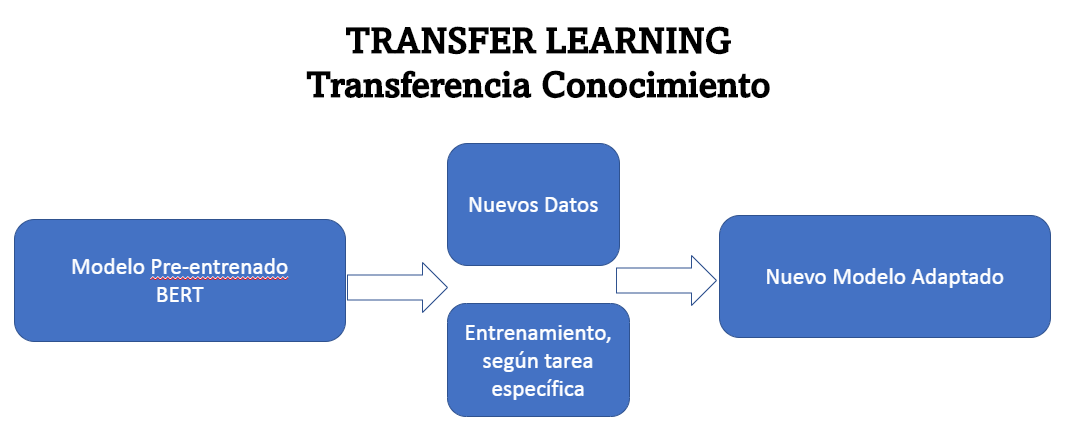 TRANSFER LEARNING
Transferencia Conocimiento
Modelo Pre-entrenado
BERT
Nuevos Datos
Entrenamiento,
según tarea
específica
Nuevo Modelo Adaptado